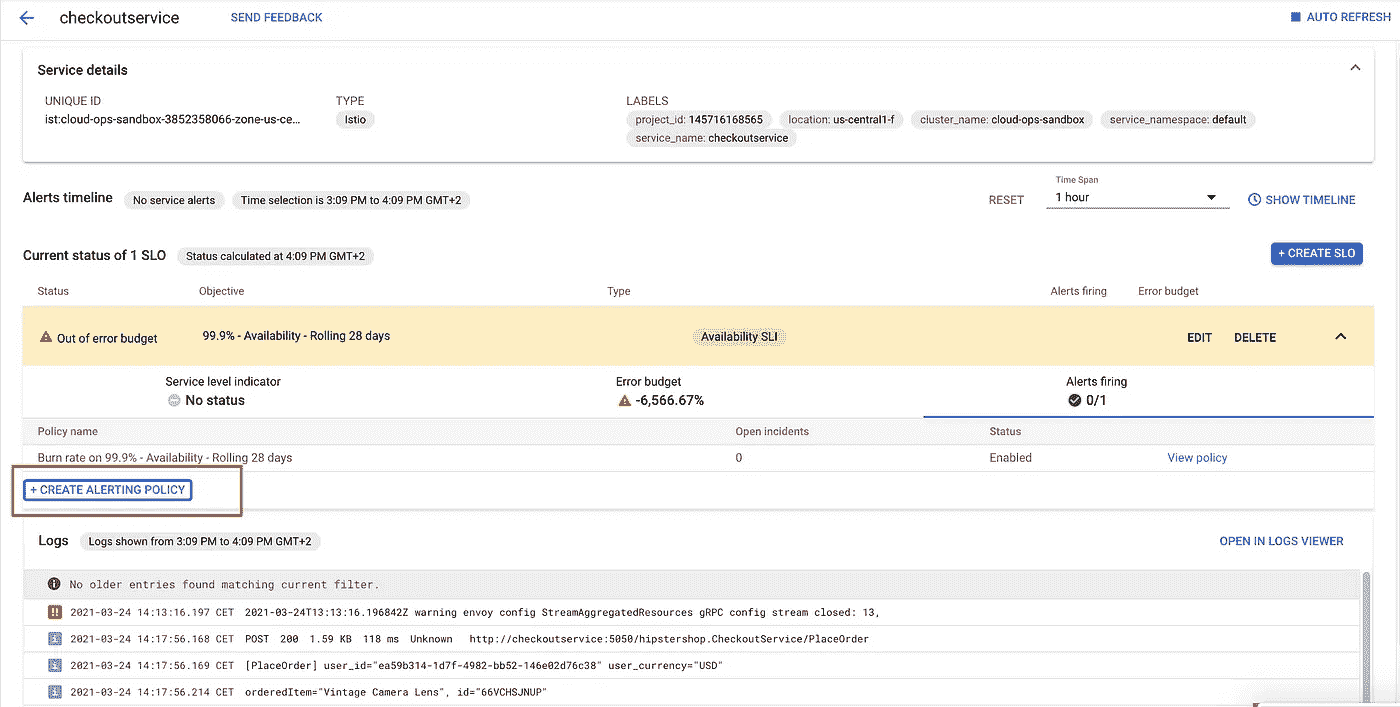 checkoutservice SEND FEEDBACK AUTO REFRESH
Service details
UNIQUE ID TYPE LABELS
ist:cloud-ops-sandbox-3852358066-zone-us-ce... Istio project_id: 145716168565 location: us-central1-f cluster_name: cloud-ops-sandbox service_namespace: default
service_name: checkoutservice
Time Span
Alerts timeline No service alerts Time selection is 3:09 PM to 4:09 PM GMT+2 RESET 1 hour SHOW TIMELINE
Current status of 1 SLO Status calculated at 4:09 PM GMT+2 + CREATE SLO
Status Objective Type Alerts firing Error budget
Out of error budget 99.9% - Availability - Rolling 28 days Availability SLI EDIT DELETE
Service level indicator Error budget Alerts firing
No status -6,566.67% 0/1
Policy name Open incidents Status
Burn rate on 99.9% - Availability - Rolling 28 days 0 Enabled View policy
+ CREATE ALERTING POLICY
Logs Logs shown from 3:09 PM to 4:09 PM GMT+2 OPEN IN LOGS VIEWER
No older entries found matching current filter.
2021-03-24 14:13:16.197 CET 2021-03-24T13:13:16.196842Z warning envoy config StreamAggregatedResources gRPC config stream closed: 13,
2021-03-24 14:17:56.168 CET POST 200 1.59 KB 118 ms Unknown http://checkoutservice:5050/hipstershop.CheckoutService/PlaceOrder
2021-03-24 14:17:56.169 CET [PlaceOrder] user_id="ea59b314-1d7f-4982-bb52-146e02d76c38" user_currency="USD"
2021-03-24 14:17:56.214 CET orderedItem="Vintage Camera Lens", id="66VCHSJNUP"